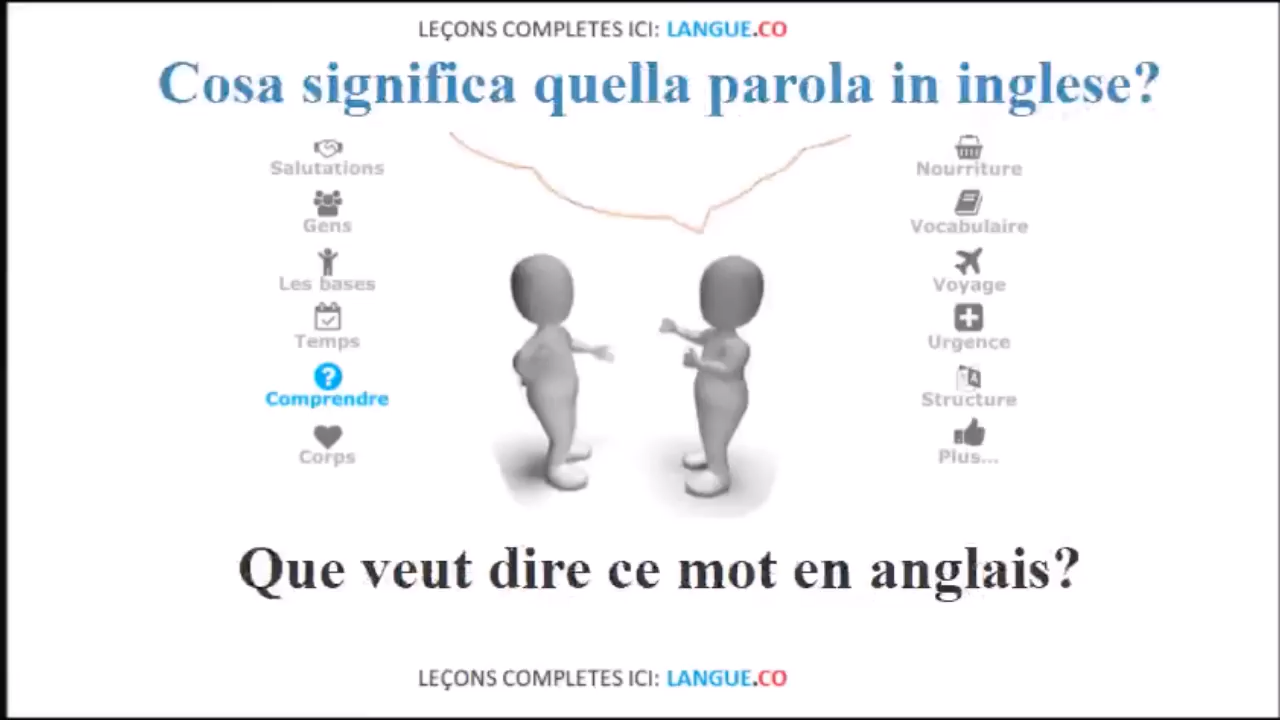 LEÇONS COMPLETES ICI: LANGUE.CO
Cosa significa quella parola in inglese?
Salutations
Gens
Les bases
Temps
Comprendre
Corps
Nourriture
Vocabulaire
Voyage
Urgence
Structure
Plus...
Que veut dire ce mot en anglais?
LEÇONS COMPLETES ICI: LANGUE.CO